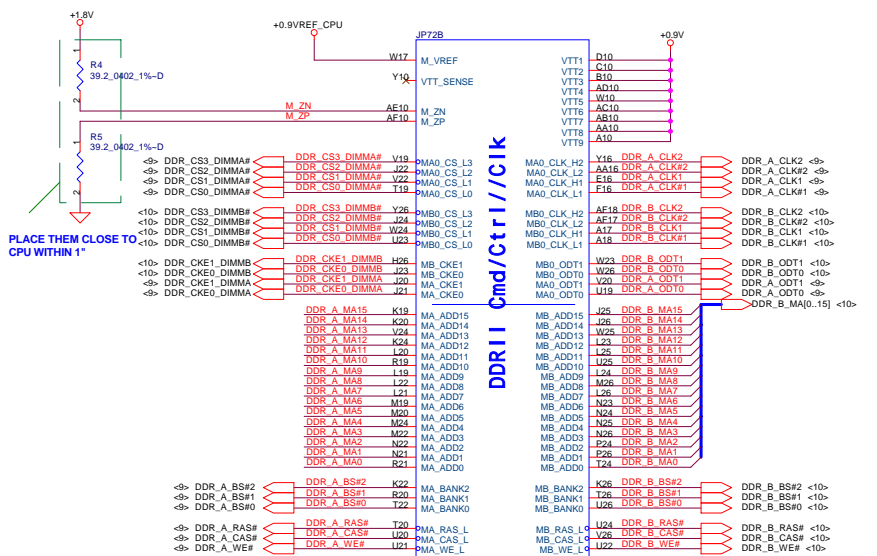 +1.8V
+0.9VREF_CPU
JP72B
+0.9V
1
R4
39.2_0402_1%~D
2
W17 M_VREF
Y10 VTT_SENSE
M_ZN AE10 M_ZN
M_ZP AF10 M_ZP
1
R5
39.2_0402_1%~D
2
PLACE THEM CLOSE TO
CPU WITHIN 1"
VTT1 D10
VTT2 C10
VTT3 B10
VTT4 AD10
VTT5 W10
VTT6 AC10
VTT7 AB10
VTT8 AA10
VTT9 A10
DDRII Cmd/Ctrl//Clk
<9> DDR_CS3_DIMMA# DDR_CS3_DIMMA# V19 MA0_CS_L3
<9> DDR_CS2_DIMMA# DDR_CS2_DIMMA# J22 MA0_CS_L2
<9> DDR_CS1_DIMMA# DDR_CS1_DIMMA# V22 MA0_CS_L1
<9> DDR_CS0_DIMMA# DDR_CS0_DIMMA# T19 MA0_CS_L0
<10> DDR_CS3_DIMMB# DDR_CS3_DIMMB# Y26 MB0_CS_L3
<10> DDR_CS2_DIMMB# DDR_CS2_DIMMB# J24 MB0_CS_L2
<10> DDR_CS1_DIMMB# DDR_CS1_DIMMB# W24 MB0_CS_L1
<10> DDR_CS0_DIMMB# DDR_CS0_DIMMB# U23 MB0_CS_L0
<10> DDR_CKE1_DIMMB DDR_CKE1_DIMMB H26 MB_CKE1
<10> DDR_CKE0_DIMMB DDR_CKE0_DIMMB J23 MB_CKE0
<9> DDR_CKE1_DIMMA DDR_CKE1_DIMMA J20 MA_CKE1
<9> DDR_CKE0_DIMMA DDR_CKE0_DIMMA J21 MA_CKE0
MA0_CLK_H2 Y16 DDR_A_CLK2 DDR_A_CLK2 <9>
MA0_CLK_L2 AA16 DDR_A_CLK#2 DDR_A_CLK#2 <9>
MA0_CLK_H1 E16 DDR_A_CLK1 DDR_A_CLK1 <9>
MA0_CLK_L1 F16 DDR_A_CLK#1 DDR_A_CLK#1 <9>
MB0_CLK_H2 AF18 DDR_B_CLK2 DDR_B_CLK2 <10>
MB0_CLK_L2 AF17 DDR_B_CLK#2 DDR_B_CLK#2 <10>
MB0_CLK_H1 A17 DDR_B_CLK1 DDR_B_CLK1 <10>
MB0_CLK_L1 A18 DDR_B_CLK#1 DDR_B_CLK#1 <10>
MB0_ODT1 W23 DDR_B_ODT1 DDR_B_ODT1 <10>
MB0_ODT0 W26 DDR_B_ODT0 DDR_B_ODT0 <10>
MA0_ODT1 V20 DDR_A_ODT1 DDR_A_ODT1 <9>
MA0_ODT0 U19 DDR_A_ODT0 DDR_A_ODT0 <9>
DDR_B_MA[0..15] <10>
DDR_A_MA15 K19 MA_ADD15
DDR_A_MA14 K20 MA_ADD14
DDR_A_MA13 V24 MA_ADD13
DDR_A_MA12 K24 MA_ADD12
DDR_A_MA11 L20 MA_ADD11
DDR_A_MA10 R19 MA_ADD10
DDR_A_MA9 L19 MA_ADD9
DDR_A_MA8 L22 MA_ADD8
DDR_A_MA7 L21 MA_ADD7
DDR_A_MA6 M19 MA_ADD6
DDR_A_MA5 M20 MA_ADD5
DDR_A_MA4 M24 MA_ADD4
DDR_A_MA3 M22 MA_ADD3
DDR_A_MA2 N22 MA_ADD2
DDR_A_MA1 N21 MA_ADD1
DDR_A_MA0 R21 MA_ADD0
MB_ADD15 J25 DDR_B_MA15
MB_ADD14 J26 DDR_B_MA14
MB_ADD13 W25 DDR_B_MA13
MB_ADD12 L23 DDR_B_MA12
MB_ADD11 L25 DDR_B_MA11
MB_ADD10 U25 DDR_B_MA10
MB_ADD9 L24 DDR_B_MA9
MB_ADD8 M26 DDR_B_MA8
MB_ADD7 L26 DDR_B_MA7
MB_ADD6 N23 DDR_B_MA6
MB_ADD5 N24 DDR_B_MA5
MB_ADD4 N25 DDR_B_MA4
MB_ADD3 N26 DDR_B_MA3
MB_ADD2 P24 DDR_B_MA2
MB_ADD1 P26 DDR_B_MA1
MB_ADD0 T24 DDR_B_MA0
<9> DDR_A_BS#2 DDR_A_BS#2 K22 MA_BANK2
<9> DDR_A_BS#1 DDR_A_BS#1 R20 MA_BANK1
<9> DDR_A_BS#0 DDR_A_BS#0 T22 MA_BANK0
MB_BANK2 K26 DDR_B_BS#2 DDR_B_BS#2 <10>
MB_BANK1 T26 DDR_B_BS#1 DDR_B_BS#1 <10>
MB_BANK0 U26 DDR_B_BS#0 DDR_B_BS#0 <10>
<9> DDR_A_RAS# DDR_A_RAS# T20 MA_RAS_L
<9> DDR_A_CAS# DDR_A_CAS# U20 MA_CAS_L
<9> DDR_A_WE# DDR_A_WE# U21 MA_WE_L
MB_RAS_L U24 DDR_B_RAS# DDR_B_RAS# <10>
MB_CAS_L V26 DDR_B_CAS# DDR_B_CAS# <10>
MB_WE_L U22 DDR_B_WE# DDR_B_WE# <10>